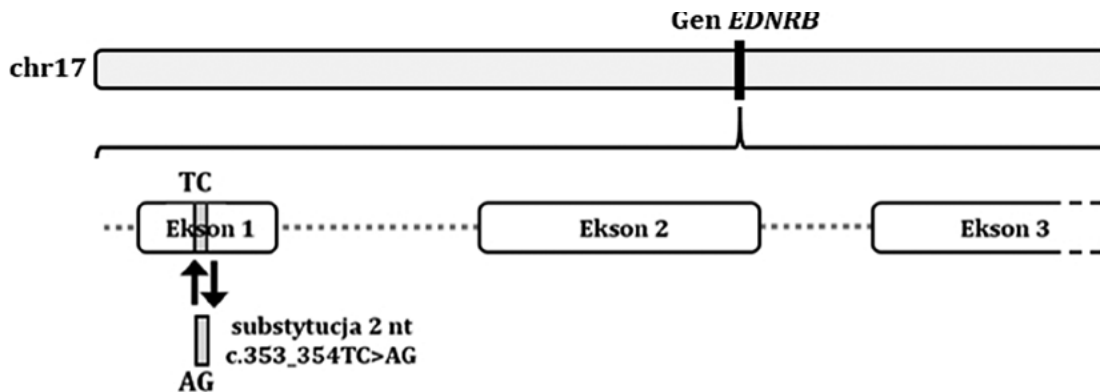 Gen EDNRB
chr17
TC
Ekson 1
Ekson 2
Ekson 3
substytucja 2 nt
c.353_354TC>AG
AG